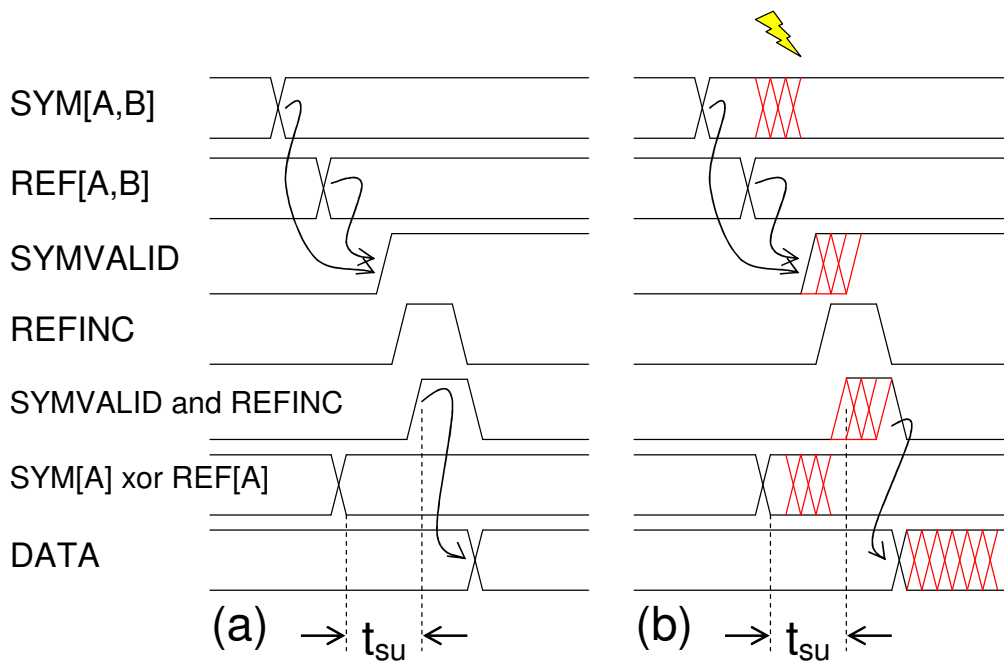 SYM[A,B]
REF[A,B]
SYMVALID
REFINC
SYMVALID and REFINC
SYM[A] xor REF[A]
DATA
(a)
tsu
(b)
tsu